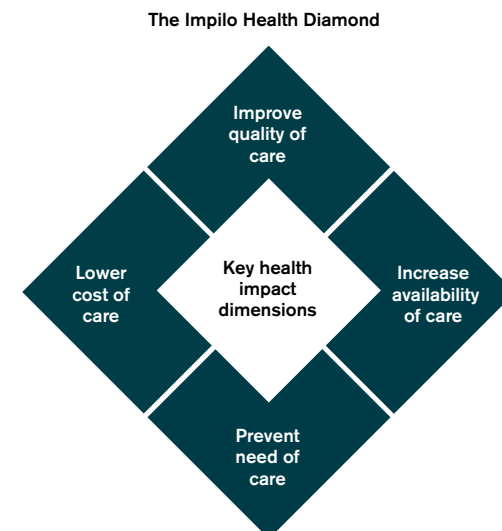 The Impilo Health Diamond
Improve
quality of
care
Lower
cost of
care
Key health
impact
dimensions
Increase
availability
of care
Prevent
need of
care